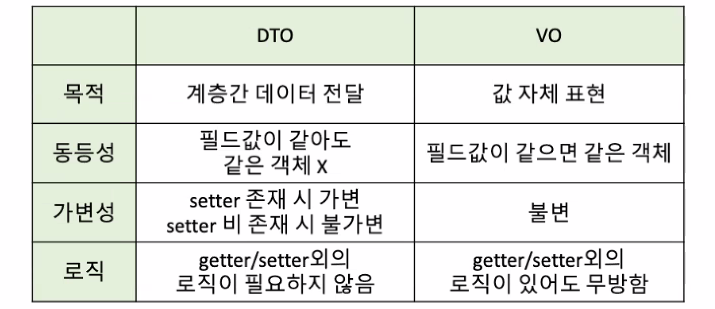 DTO VO
목적 계층간 데이터 전달 값 자체 표현
동등성 필드값이 같아도
같은 객체 X 필드값이 같으면 같은 객체
가변성 setter 존재 시 가변
setter 비 존재 시 불가변 불변
로직 getter/setter외의
로직이 필요하지 않음 getter/setter외의
로직이 있어도 무방함